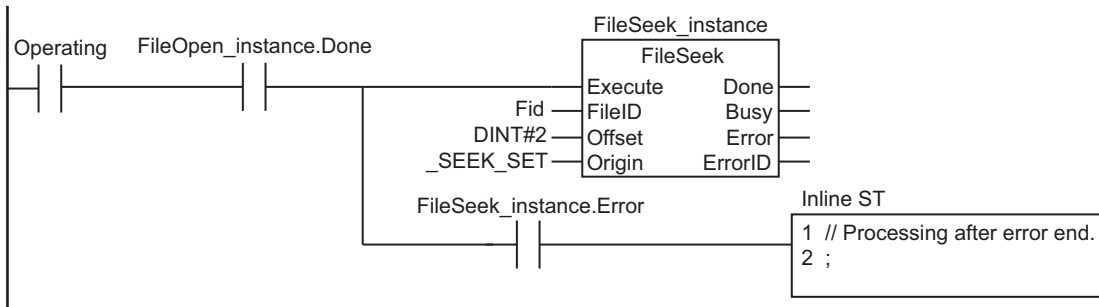 FileSeek_instance
Operating FileOpen_instance.Done FileSeek
Execute Done
Fid FileID Busy
DINT#2 Offset Error
_SEEK_SET Origin ErrorID
FileSeek_instance.Error Inline ST
1 // Processing after error end.
2 ;